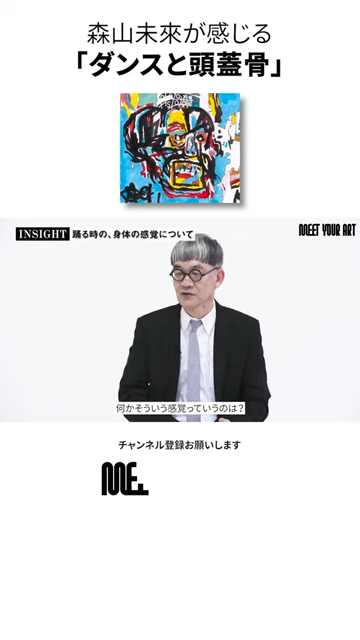 森山未來が感じる
「ダンスと頭蓋骨」
INSIGHT 踊る時の、身体の感覚について
MEET YOUR ART
何かそういう感覚っていうのは？
チャンネル登録お願いします
ME.